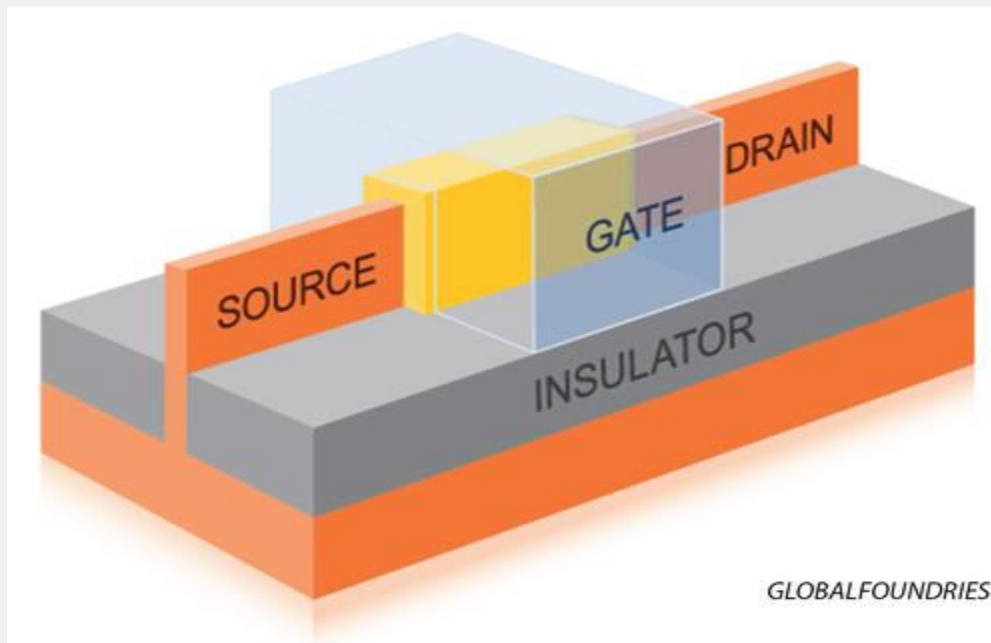 DRAIN
GATE
SOURCE
INSULATOR
GLOBALFOUNDRIES